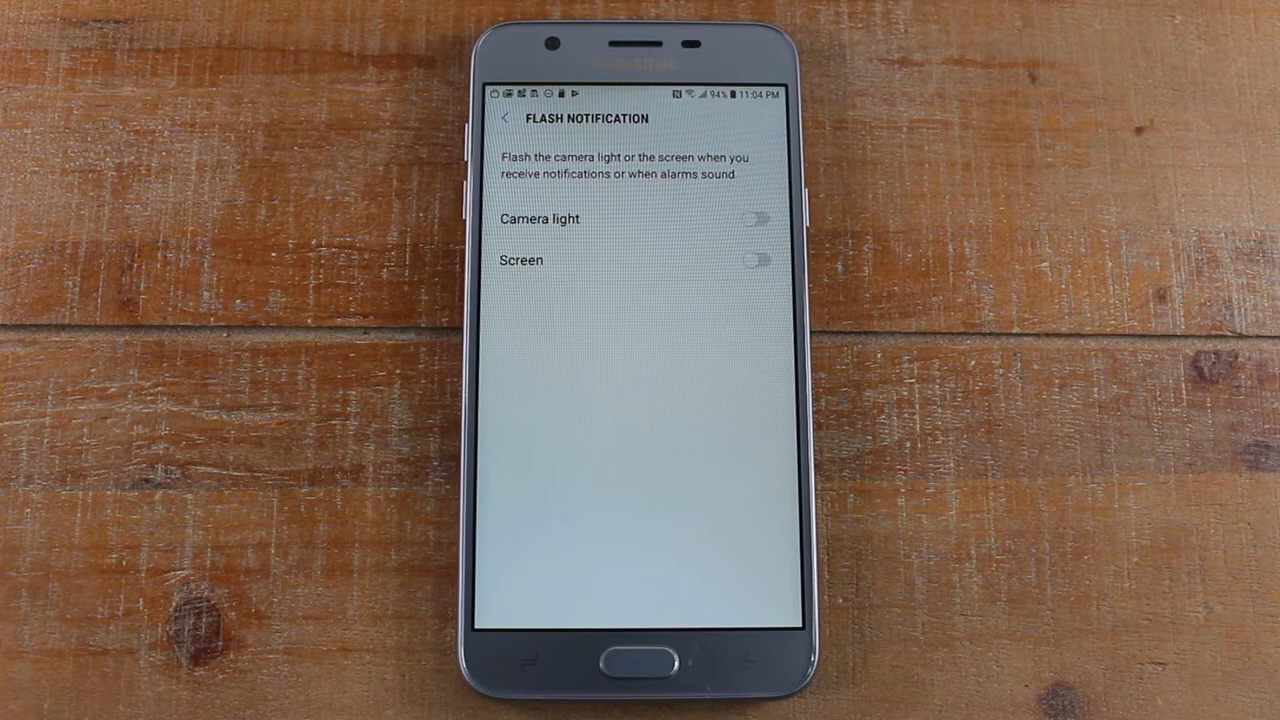 SAMSUNG
94% 11:04 PM
FLASH NOTIFICATION
Flash the camera light or the screen when you
receive notifications or when alarms sound.
Camera light
Screen